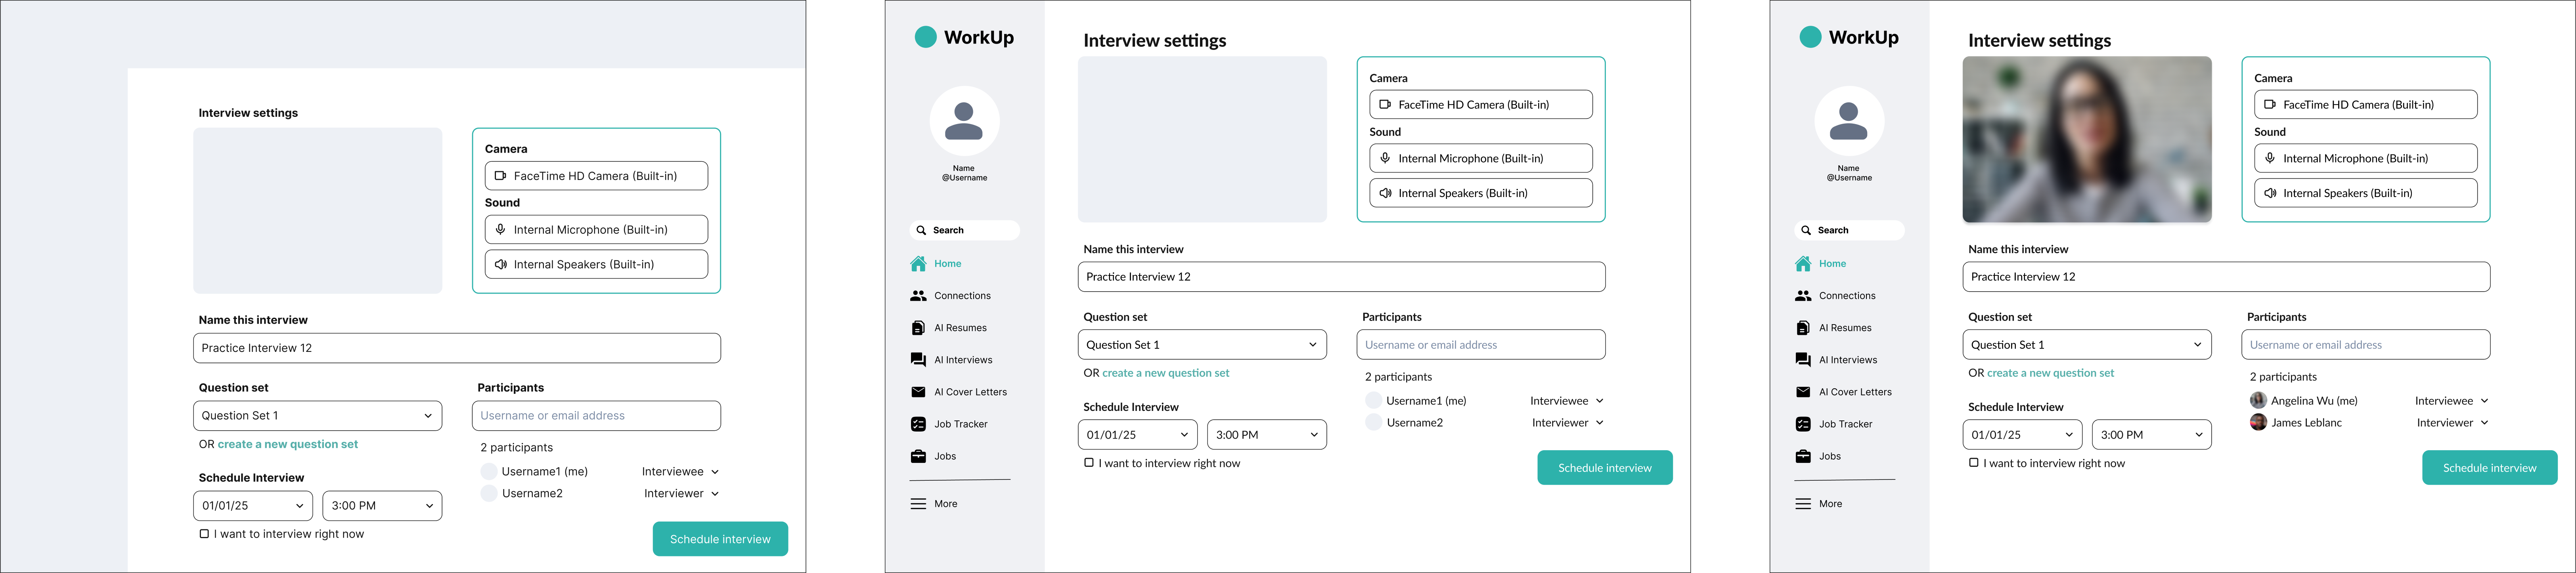 Interview settings
Camera
FaceTime HD Camera (Built-in)
Sound
Internal Microphone (Built-in)
Internal Speakers (Built-in)
Name this interview
Practice Interview 12
Question set
Question Set 1
OR create a new question set
Participants
Username or email address
2 participants
Username1 (me) Interviewee
Username2 Interviewer
Schedule Interview
01/01/25 3:00 PM
I want to interview right now
Schedule interview
WorkUp
Name
@Username
Search
Home
Connections
AI Resumes
AI Interviews
AI Cover Letters
Job Tracker
Jobs
More
Interview settings
Camera
FaceTime HD Camera (Built-in)
Sound
Internal Microphone (Built-in)
Internal Speakers (Built-in)
Name this interview
Practice Interview 12
Question set
Question Set 1
OR create a new question set
Participants
Username or email address
2 participants
Username1 (me) Interviewee
Username2 Interviewer
Schedule Interview
01/01/25 3:00 PM
I want to interview right now
Schedule interview
WorkUp
Name
@Username
Search
Home
Connections
AI Resumes
AI Interviews
AI Cover Letters
Job Tracker
Jobs
More
Interview settings
Camera
FaceTime HD Camera (Built-in)
Sound
Internal Microphone (Built-in)
Internal Speakers (Built-in)
Name this interview
Practice Interview 12
Question set
Question Set 1
OR create a new question set
Participants
Username or email address
2 participants
Angelina Wu (me) Interviewee
James Leblanc Interviewer
Schedule Interview
01/01/25 3:00 PM
I want to interview right now
Schedule interview